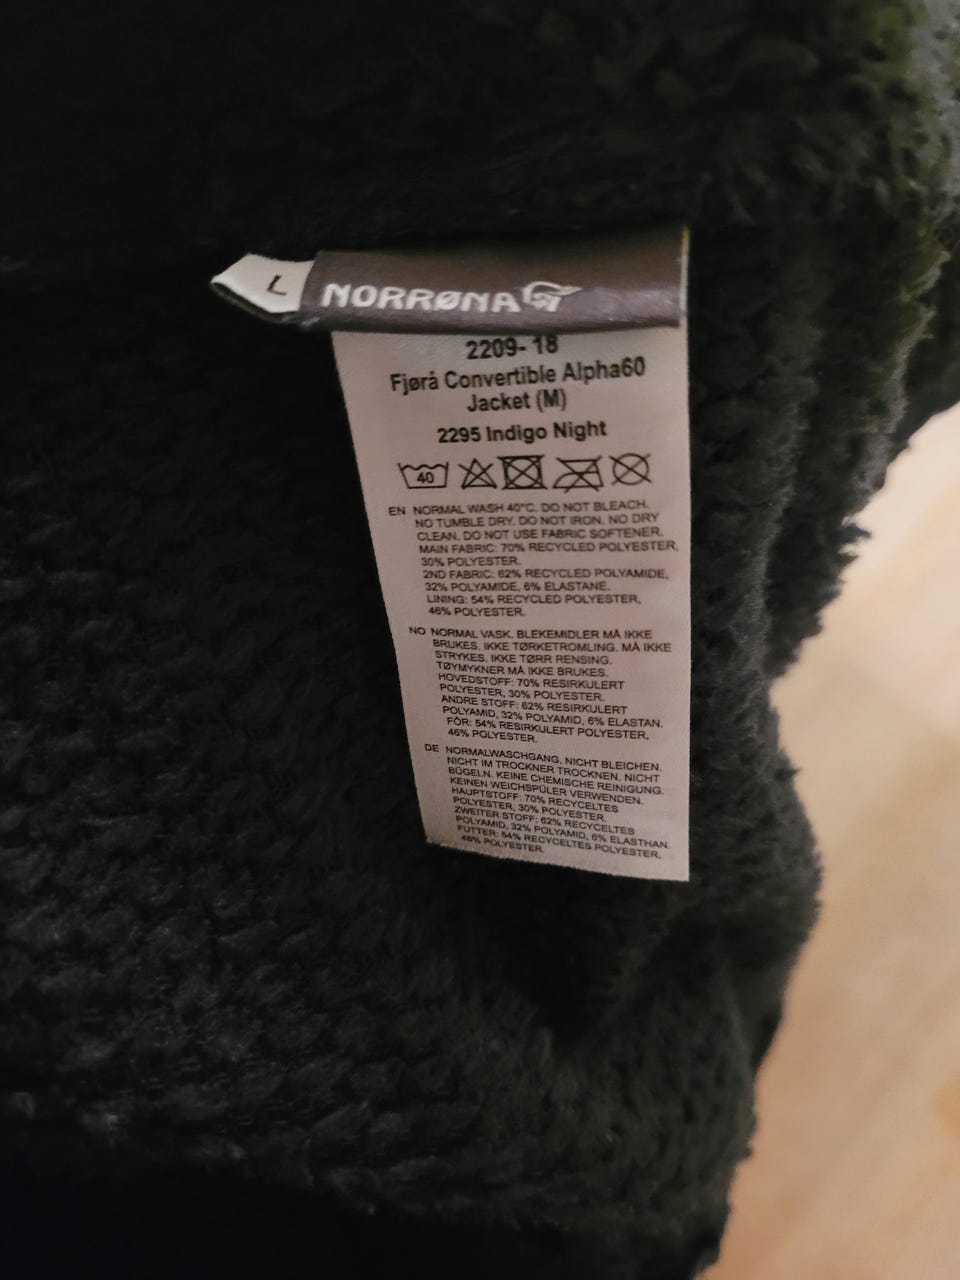 L
NORRØNA
2209- 18
Fjørå Convertible Alpha60
Jacket (M)
2295 Indigo Night
40
EN NORMAL WASH 40°C. DO NOT BLEACH.
NO TUMBLE DRY. DO NOT IRON. NO DRY
CLEAN. DO NOT USE FABRIC SOFTENER.
MAIN FABRIC: 70% RECYCLED POLYESTER,
30% POLYESTER.
2ND FABRIC: 62% RECYCLED POLYAMIDE,
32% POLYAMIDE, 6% ELASTANE.
LINING: 54% RECYCLED POLYESTER,
46% POLYESTER.
NO NORMAL VASK. BLEKEMIDLER MÅ IKKE
BRUKES. IKKE TØRKETROMLING. MÅ IKKE
STRYKES. IKKE TØRR RENSING.
TØYMYKNER MÅ IKKE BRUKES.
HOVEDSTOFF: 70% RESIRKULERT
POLYESTER, 30% POLYESTER.
ANDRE STOFF: 62% RESIRKULERT
POLYAMID, 32% POLYAMID, 6% ELASTAN.
FÔR: 54% RESIRKULERT POLYESTER,
46% POLYESTER.
DE NORMALWASCHGANG. NICHT BLEICHEN.
NICHT IM TROCKNER TROCKNEN. NICHT
BÜGELN. KEINE CHEMISCHE REINIGUNG.
KEINEN WEICHSPÜLER VERWENDEN.
HAUPTSTOFF: 70% RECYCELTES
POLYESTER, 30% POLYESTER.
ZWEITER STOFF: 62% RECYCELTES
POLYAMID, 32% POLYAMID, 6% ELASTHAN.
FUTTER: 54% RECYCELTES POLYESTER,
46% POLYESTER.